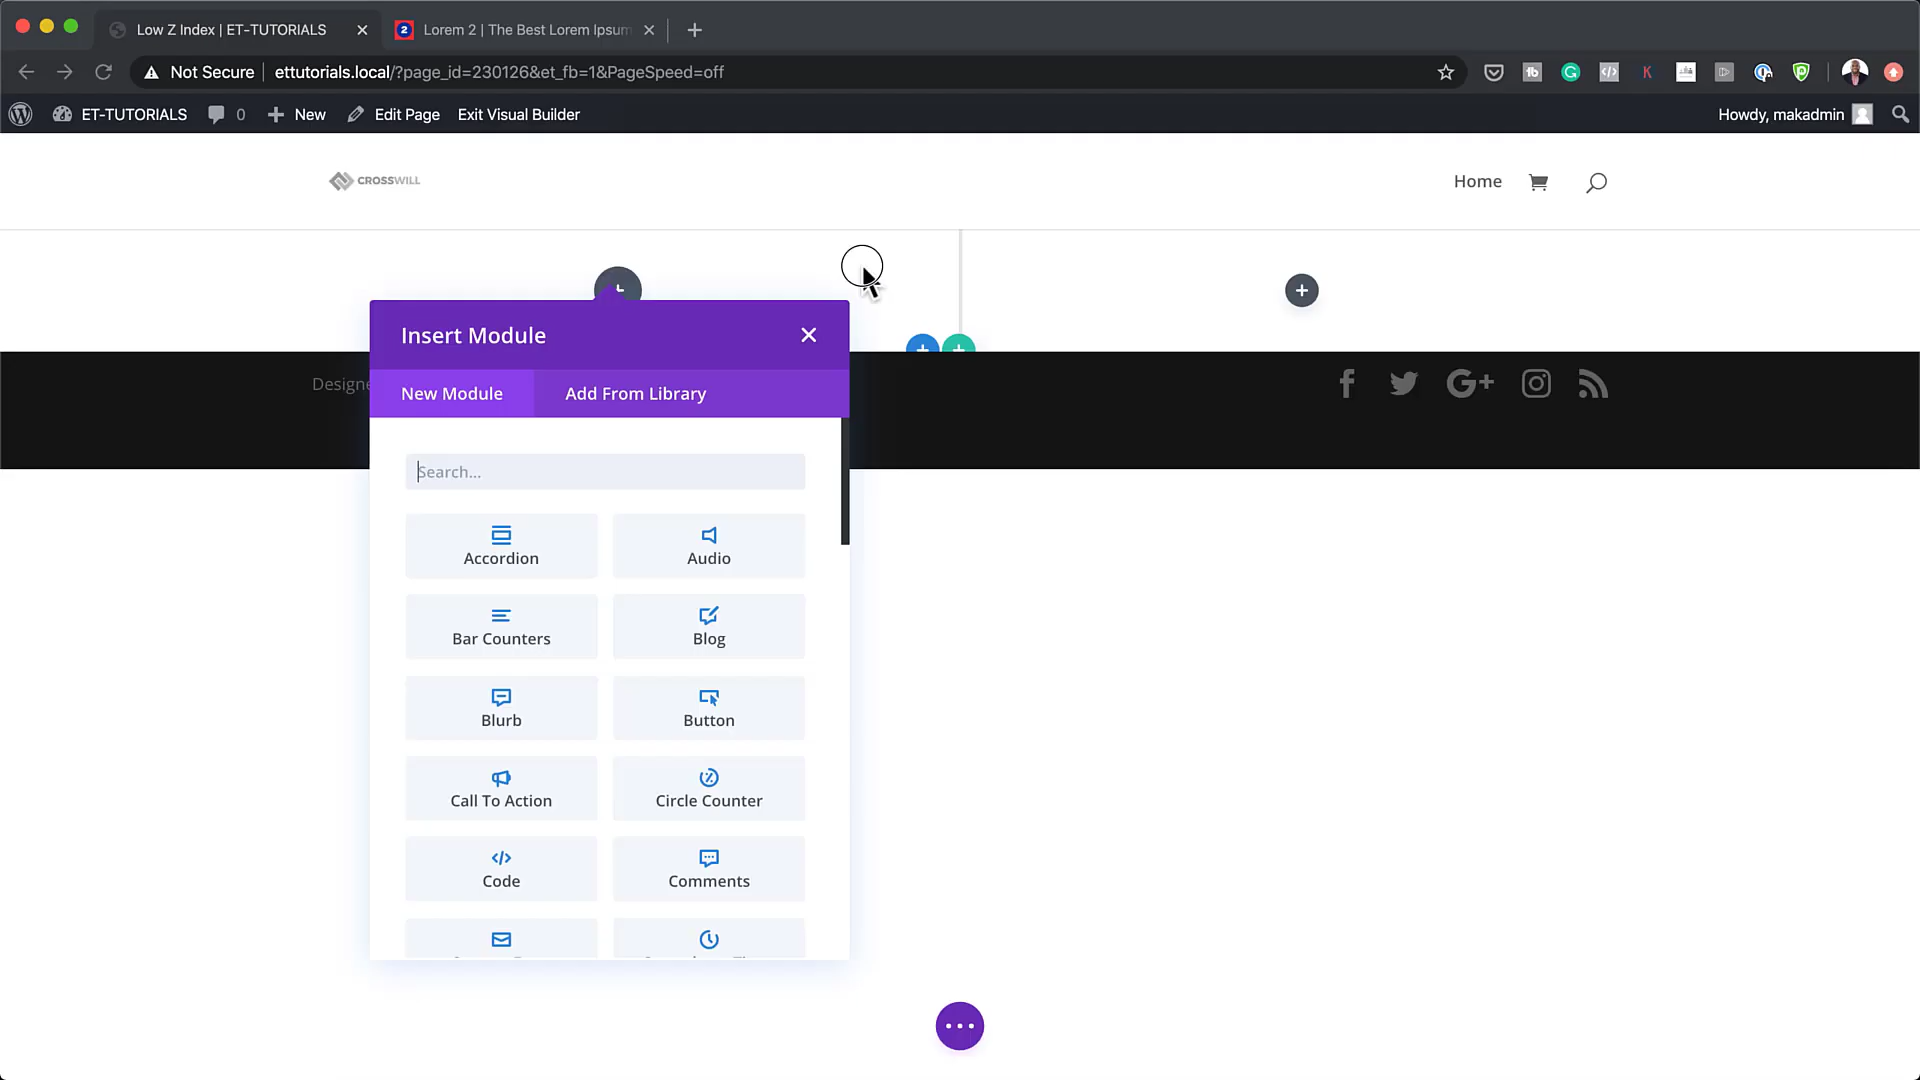 Low Z Index | ET-TUTORIALS
2 Lorem 2 | The Best Lorem Ipsum
Not Secure | ettutorials.local/?page_id=230126&et_fb=1&PageSpeed=off
ET-TUTORIALS 0 New Edit Page Exit Visual Builder Howdy, makadmin
CROSSWILL
Home
Insert Module
New Module Add From Library
Designe
Search...
Accordion Audio
Bar Counters Blog
Blurb Button
Call To Action Circle Counter
Code Comments